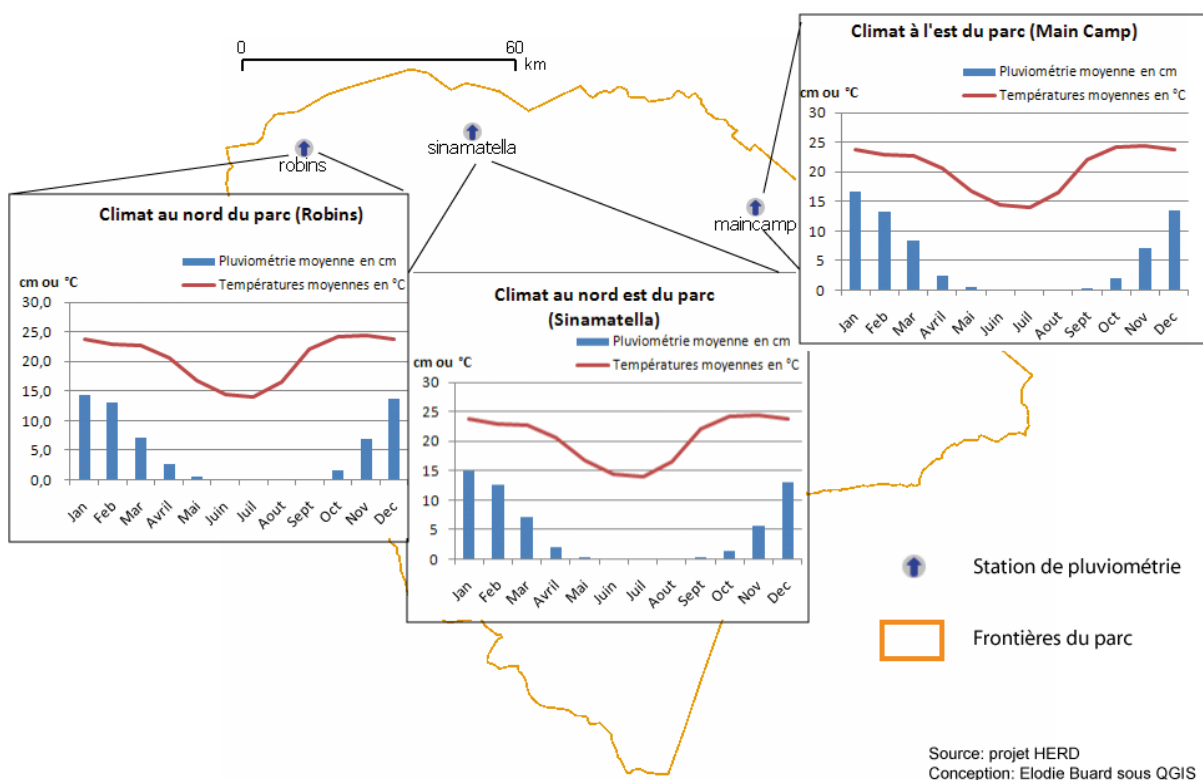 0
60
km
robins
sinamatella
maincamp
Climat à l'est du parc (Main Camp)
Pluviométrie moyenne en cm
Températures moyennes en °C
cm ou °C
30
25
20
15
10
5
0
Jan
Feb
Mar
Avril
Mai
Juin
Juil
Aout
Sept
Oct
Nov
Dec
Climat au nord du parc (Robins)
Pluviométrie moyenne en cm
Températures moyennes en °C
cm ou °C
30,0
25,0
20,0
15,0
10,0
5,0
0,0
Jan
Feb
Mar
Avril
Mai
Juin
Juil
Aout
Sept
Oct
Nov
Dec
Climat au nord est du parc
(Sinamatella)
Pluviométrie moyenne en cm
Températures moyennes en °C
cm ou °C
30
25
20
15
10
5
0
Jan
Feb
Mar
Avril
Mai
Juin
Juil
Aout
Sept
Oct
Nov
Dec
Station de pluviométrie
Frontières du parc
Source: projet HERD
Conception: Elodie Buard sous QGIS